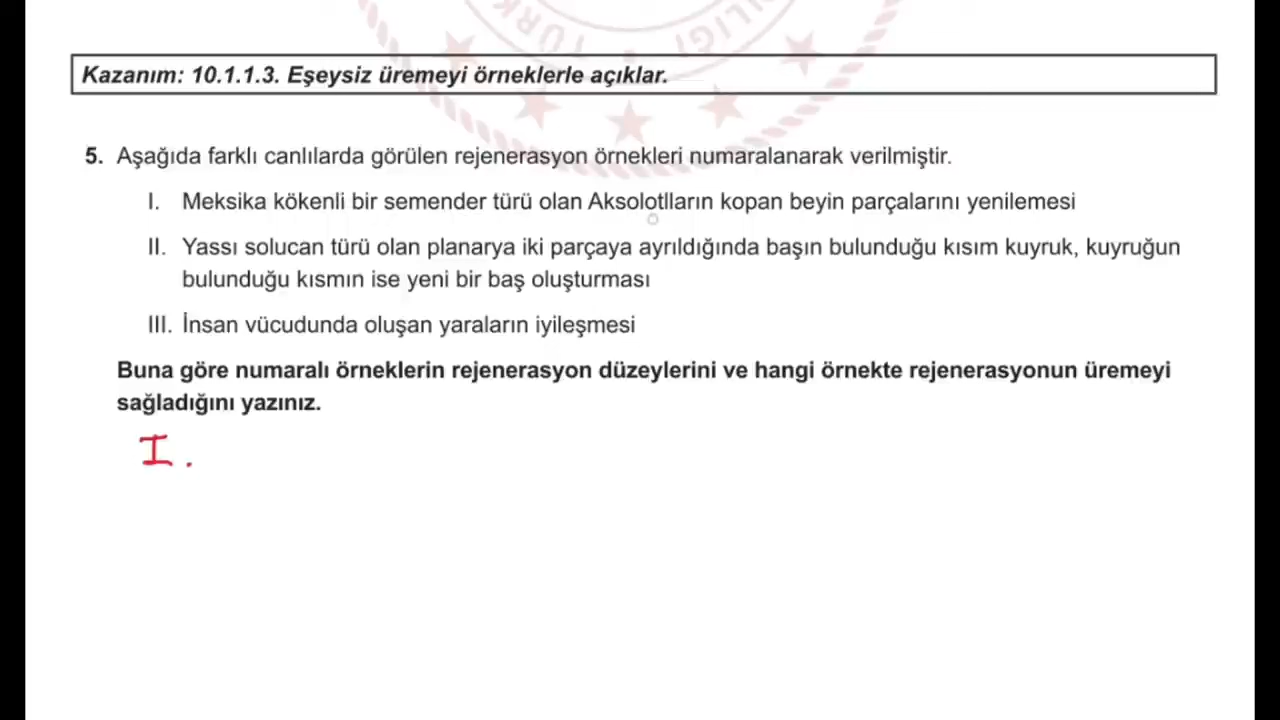 Kazanım: 10.1.1.3. Eşeysiz üremeyi örneklerle açıklar.
5. Aşağıda farklı canlılarda görülen rejenerasyon örnekleri numaralanarak verilmiştir.
I. Meksika kökenli bir semender türü olan Aksolotlların kopan beyin parçalarını yenilemesi
II. Yassı solucan türü olan planarya iki parçaya ayrıldığında başın bulunduğu kısım kuyruk, kuyruğun
bulunduğu kısmın ise yeni bir baş oluşturması
III. İnsan vücudunda oluşan yaraların iyileşmesi
Buna göre numaralı örneklerin rejenerasyon düzeylerini ve hangi örnekte rejenerasyonun üremeyi
sağladığını yazınız.
I.